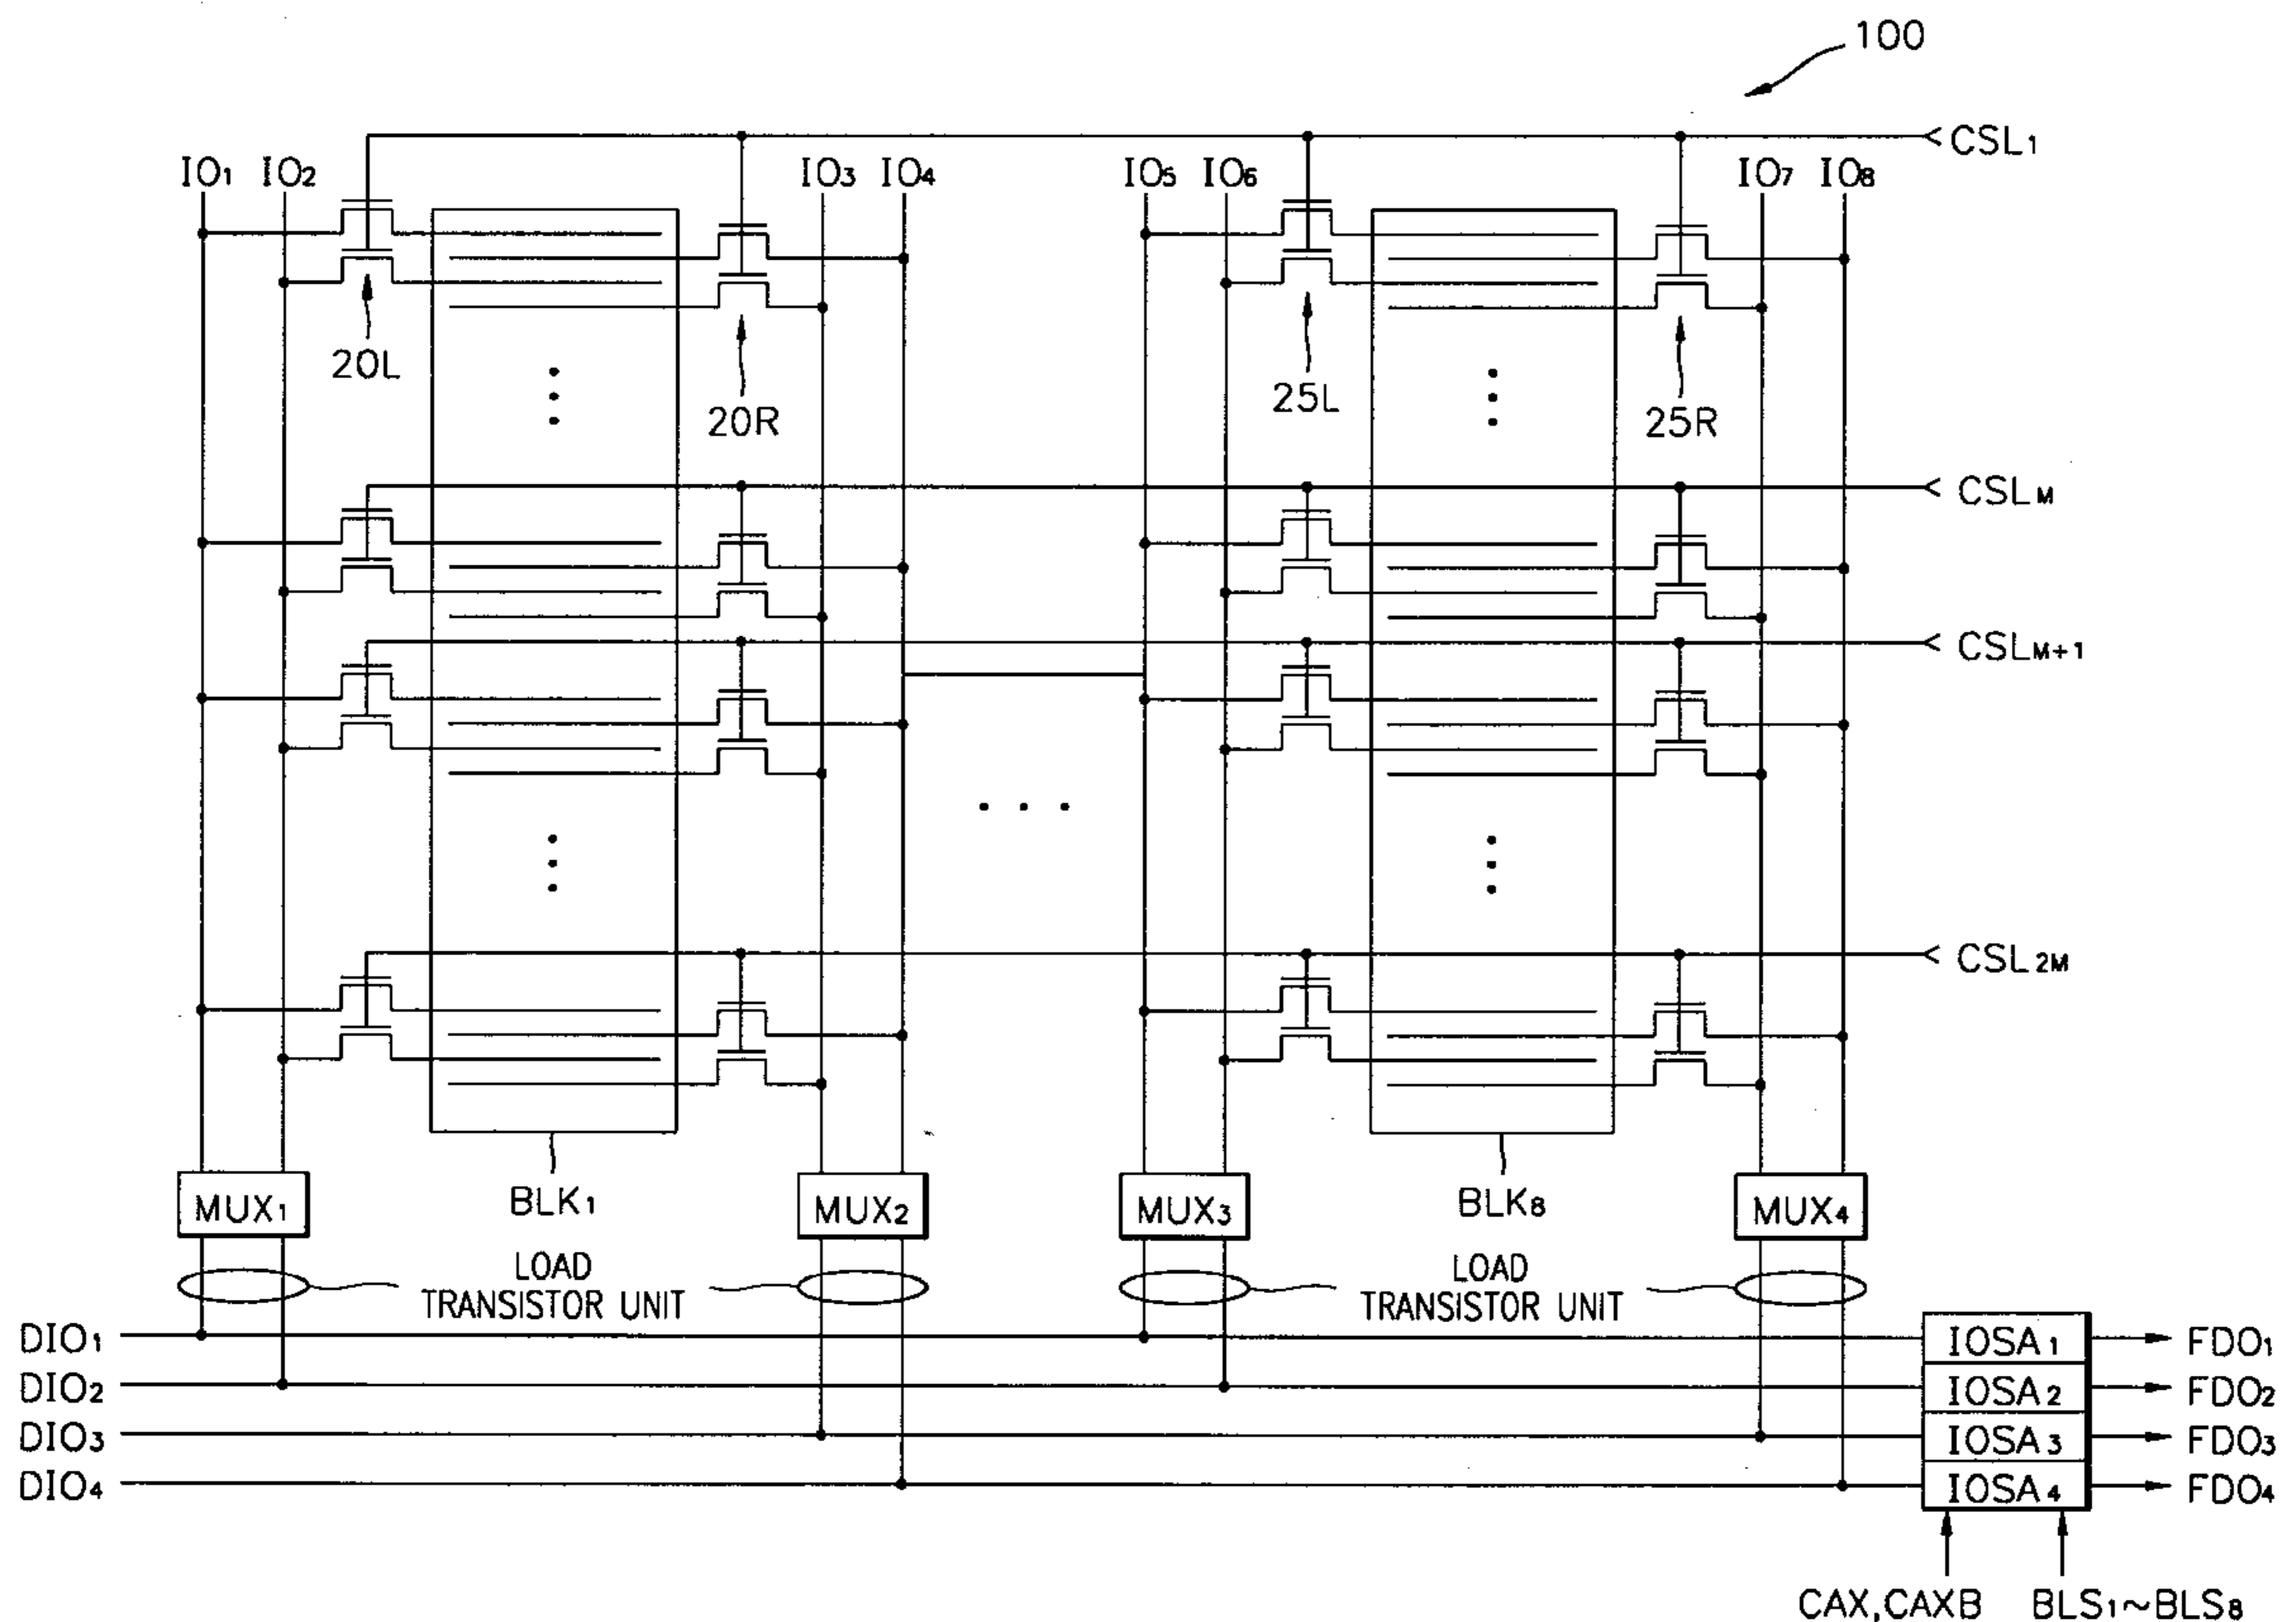 100
CSL1
IO1 IO2 IO3 IO4 IO5 IO6 IO7 IO8
20L 20R 25L 25R
CSLM
CSLM+1
CSL2M
MUX1 BLK1 MUX2 MUX3 BLK8 MUX4
LOAD
TRANSISTOR UNIT
LOAD
TRANSISTOR UNIT
DIO1 IOSA1 FDO1
DIO2 IOSA2 FDO2
DIO3 IOSA3 FDO3
DIO4 IOSA4 FDO4
CAX,CAXB BLS1~BLS8